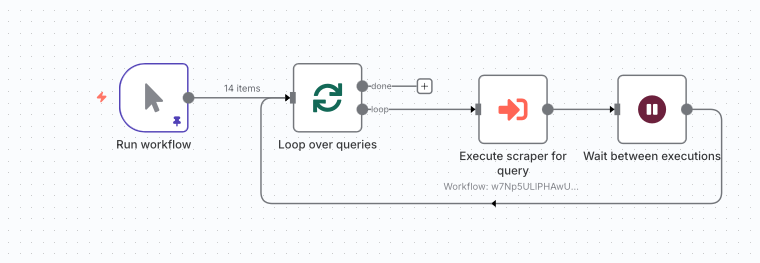 14 items
done
loop
Run workflow
Loop over queries
Execute scraper for
query
Workflow: w7Np5ULIPHAwU...
Wait between executions